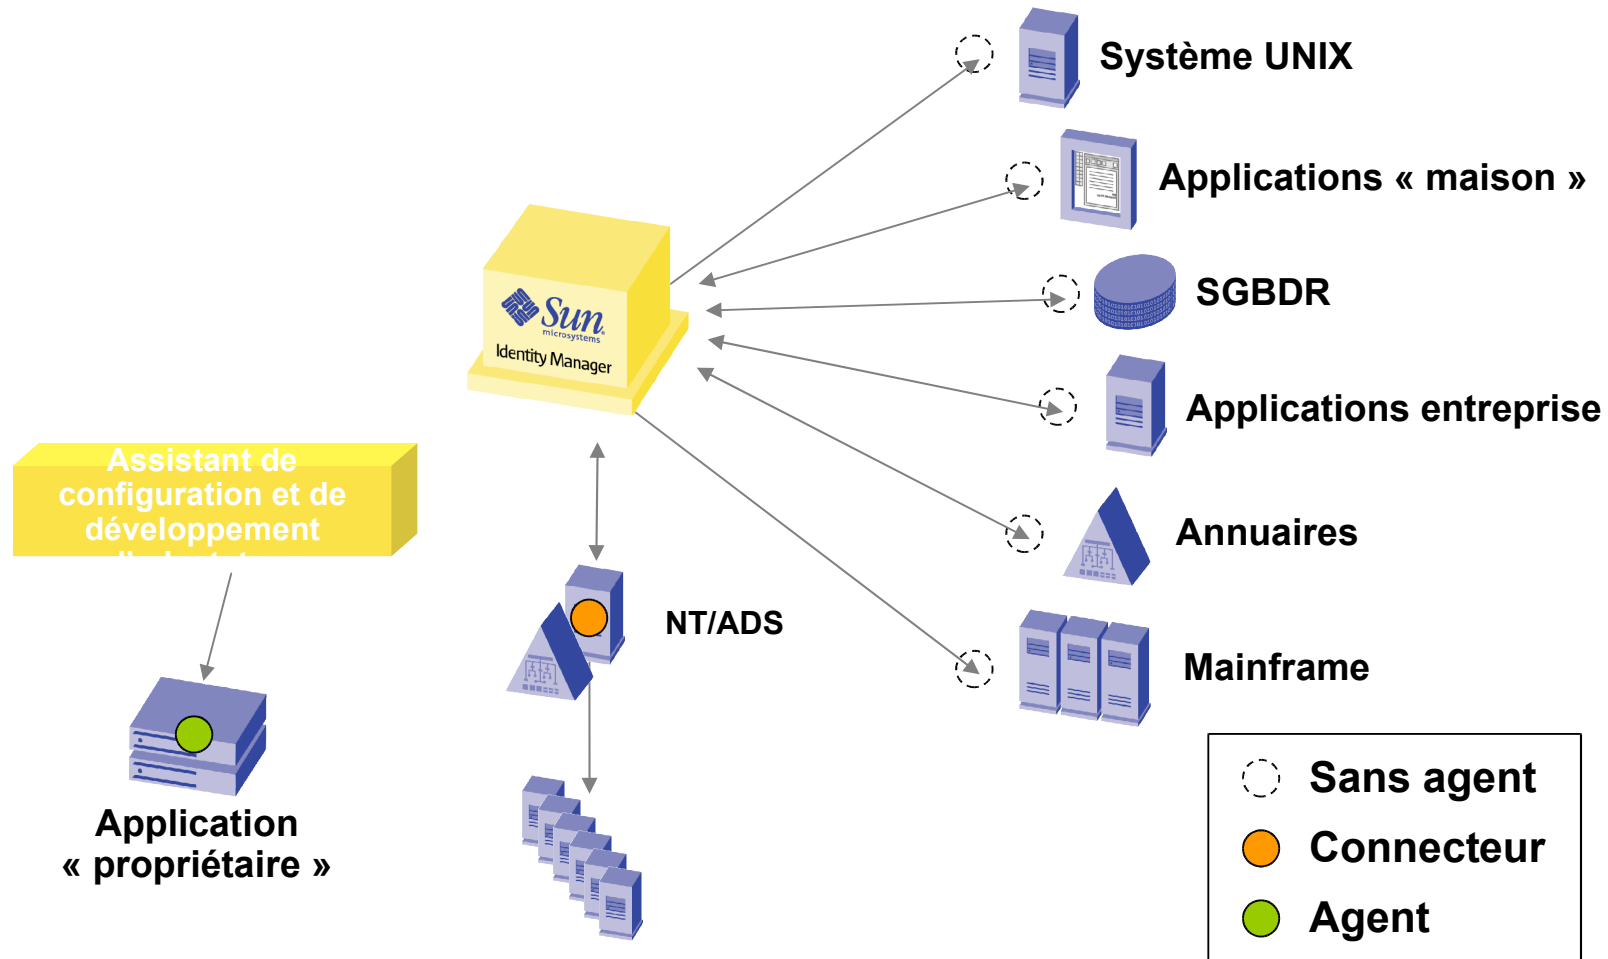 Système UNIX
Applications « maison »
SGBDR
Applications entreprise
Annuaires
Mainframe
Sun
microsystems
Identity Manager
Assistant de
configuration et de
développement
NT/ADS
Application
« propriétaire »
Sans agent
Connecteur
Agent